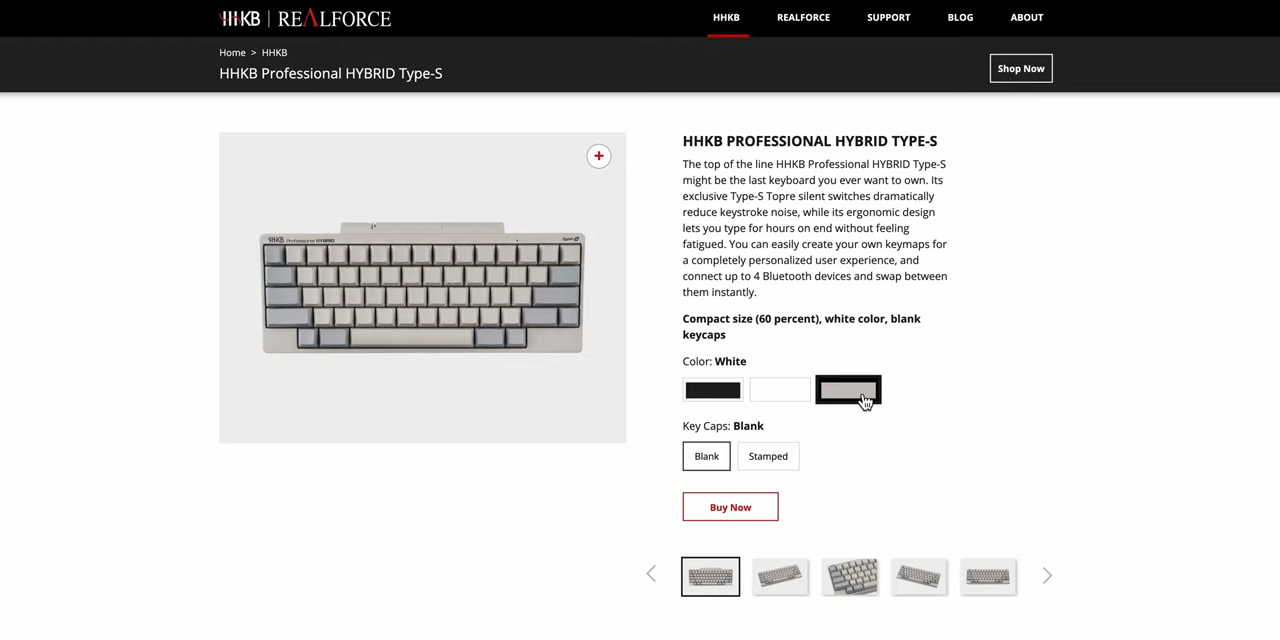 HHKB | REALFORCE
HHKB REALFORCE SUPPORT BLOG ABOUT
Home > HHKB
HHKB Professional HYBRID Type-S
Shop Now
HHKB Professional HYBRID Type-S
HHKB PROFESSIONAL HYBRID TYPE-S
The top of the line HHKB Professional HYBRID Type-S
might be the last keyboard you ever want to own. Its
exclusive Type-S Topre silent switches dramatically
reduce keystroke noise, while its ergonomic design
lets you type for hours on end without feeling
fatigued. You can easily create your own keymaps for
a completely personalized user experience, and
connect up to 4 Bluetooth devices and swap between
them instantly.
Compact size (60 percent), white color, blank
keycaps
Color: White
Key Caps: Blank
Blank Stamped
Buy Now